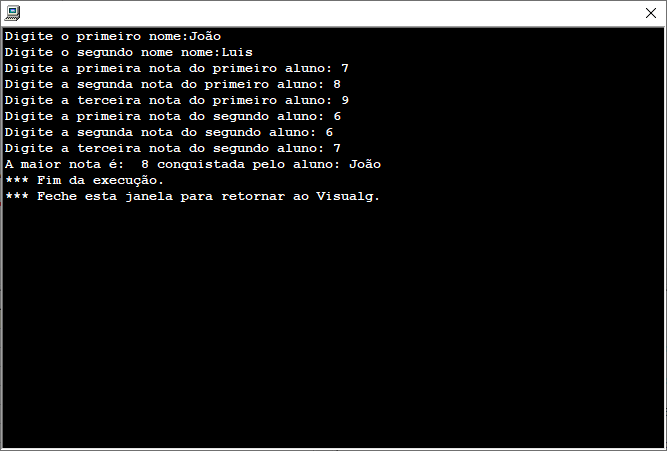 Digite o primeiro nome:João
Digite o segundo nome nome:Luis
Digite a primeira nota do primeiro aluno: 7
Digite a segunda nota do primeiro aluno: 8
Digite a terceira nota do primeiro aluno: 9
Digite a primeira nota do segundo aluno: 6
Digite a segunda nota do segundo aluno: 6
Digite a terceira nota do segundo aluno: 7
A maior nota é:  8 conquistada pelo aluno: João
*** Fim da execução.
*** Feche esta janela para retornar ao Visualg.